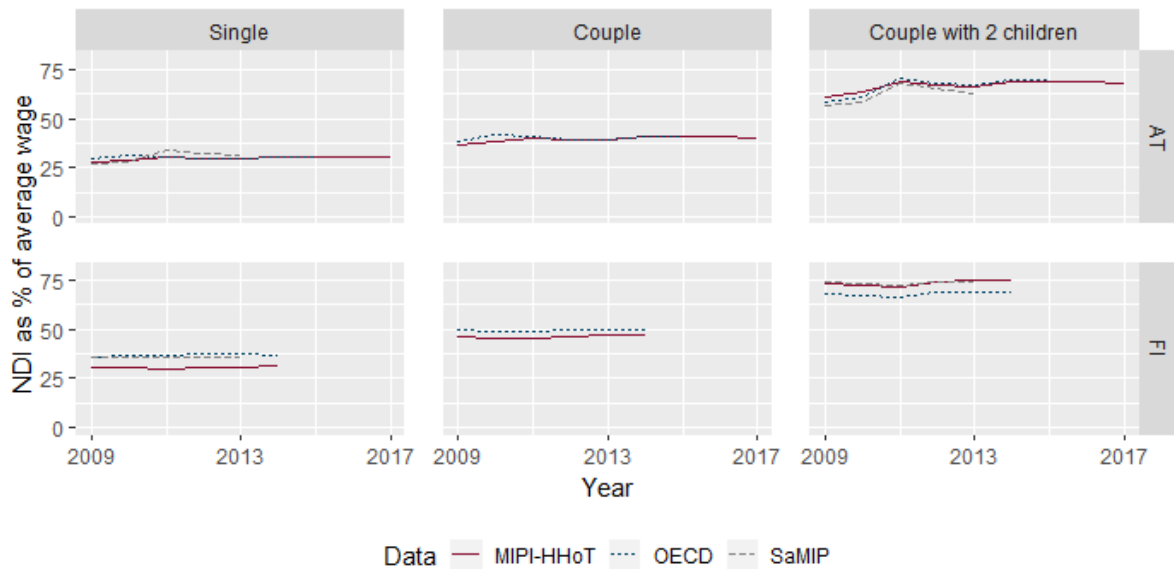 Single
Couple
Couple with 2 children
NDI as % of average wage
75
50
25
0
AT
75
50
25
0
FI
2009
2013
2017
2009
2013
2017
2009
2013
2017
Year
Data MIPI-HHoT OECD SaMIP